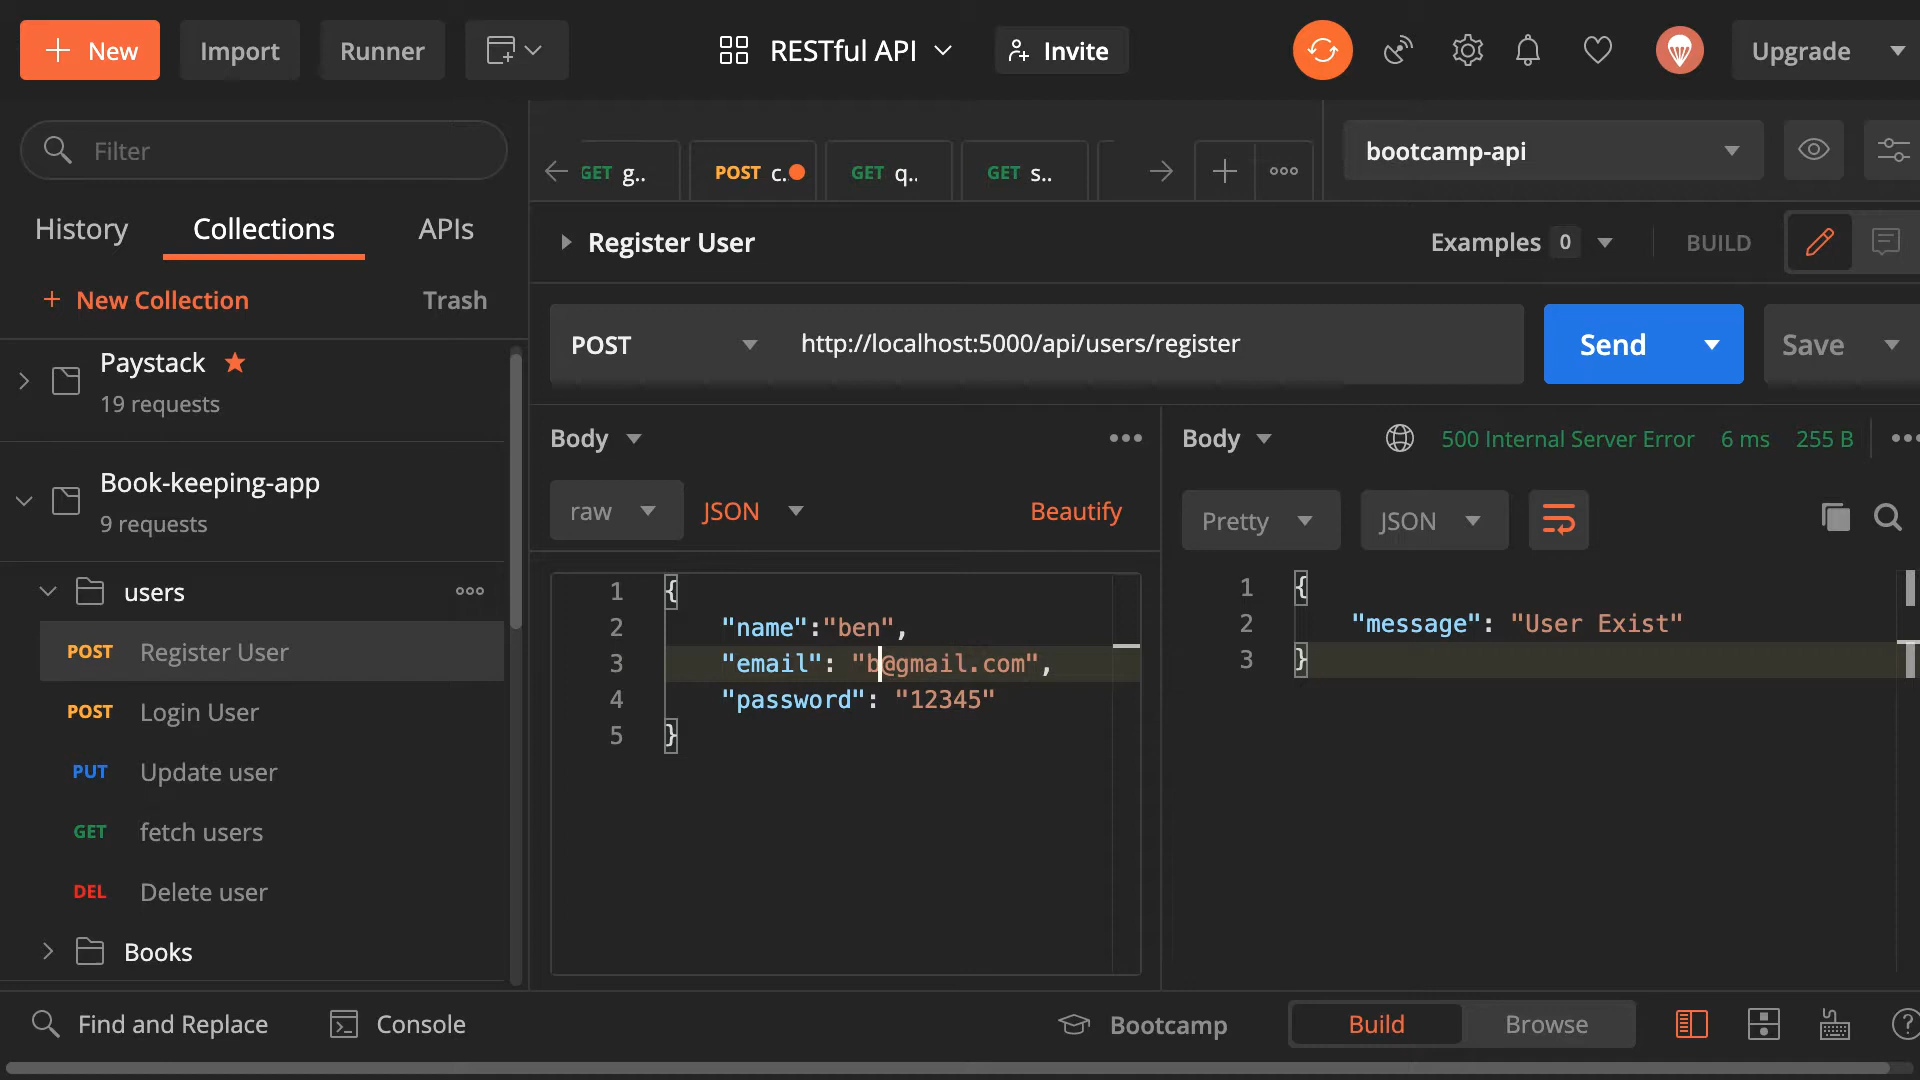 New
Import
Runner
RESTful API
Invite
Upgrade
Filter
GET g..
POST c.
GET q..
GET s..
bootcamp-api
History
Collections
APIs
Register User
Examples 0
BUILD
+ New Collection
Trash
POST
http://localhost:5000/api/users/register
Send
Save
Paystack
19 requests
Book-keeping-app
9 requests
users
POST Register User
POST Login User
PUT Update user
GET fetch users
DEL Delete user
Books
Body
raw
JSON
Beautify
1 {
2 "name":"ben",
3 "email": "b@gmail.com",
4 "password": "12345"
5 }
Body
500 Internal Server Error 6 ms 255 B
Pretty
JSON
1 {
2 "message": "User Exist"
3 }
Find and Replace
Console
Bootcamp
Build
Browse